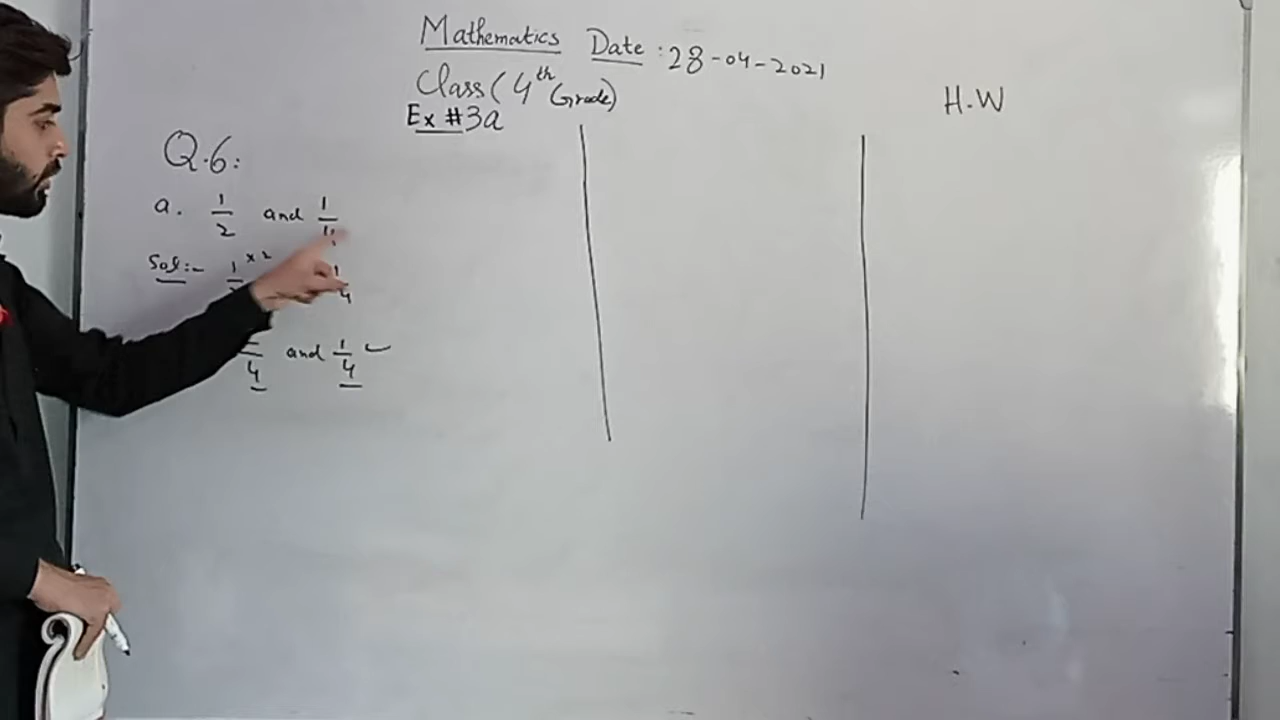 Mathematics Date : 28-04-2021
Class (4th Grade)
H.W
Ex #3a
Q.6:
a. 1/2 and 1/4
Sol:- 1 × 2 1/4
4 and 1/4